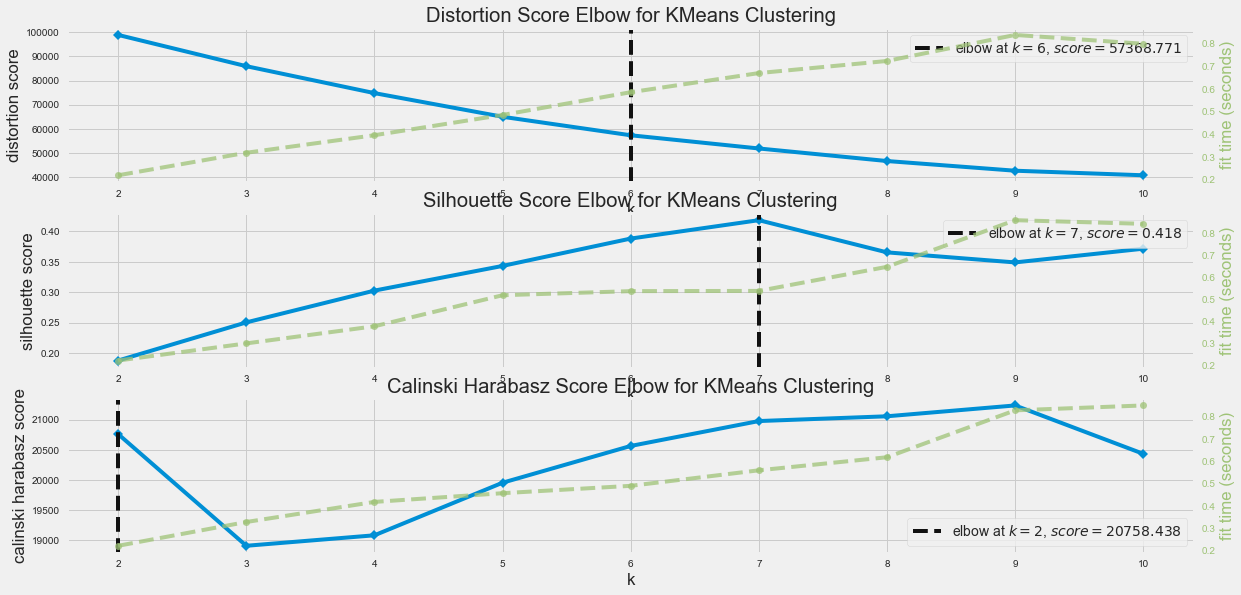 Distortion Score Elbow for KMeans Clustering
distortion score
100000
90000
80000
70000
60000
50000
40000
elbow at k = 6, score = 57368.771
fit time (seconds)
0.8
0.7
0.6
0.5
0.4
0.3
0.2
2 3 4 5 6 7 8 9 10
k
Silhouette Score Elbow for KMeans Clustering
silhouette score
0.40
0.35
0.30
0.25
0.20
elbow at k = 7, score = 0.418
fit time (seconds)
0.8
0.7
0.6
0.5
0.4
0.3
0.2
2 3 4 5 6 7 8 9 10
k
Calinski Harabasz Score Elbow for KMeans Clustering
calinski harabasz score
21000
20500
20000
19500
19000
elbow at k = 2, score = 20758.438
fit time (seconds)
0.8
0.7
0.6
0.5
0.4
0.3
0.2
2 3 4 5 6 7 8 9 10
k